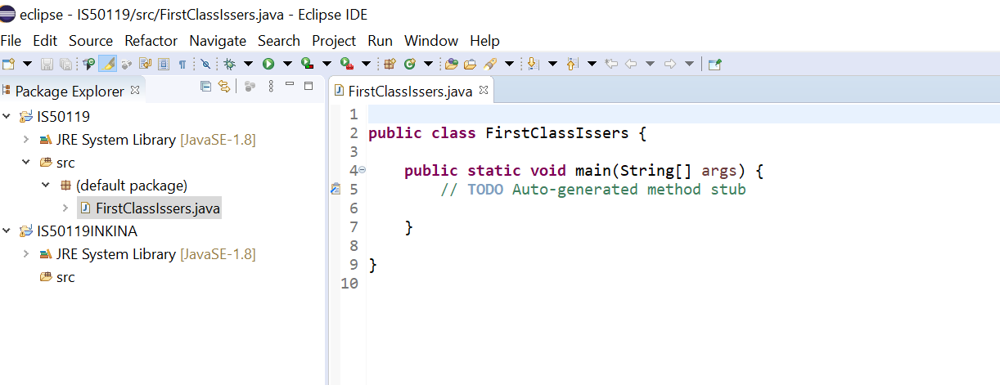 eclipse - IS50119/src/FirstClassIssers.java - Eclipse IDE
File Edit Source Refactor Navigate Search Project Run Window Help
Package Explorer
IS50119
JRE System Library [JavaSE-1.8]
src
(default package)
FirstClassIssers.java
IS50119INKINA
JRE System Library [JavaSE-1.8]
src
FirstClassIssers.java
1
2 public class FirstClassIssers {
3
4 public static void main(String[] args) {
5 // TODO Auto-generated method stub
6
7 }
8
9 }
10